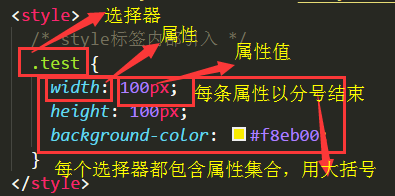 <style> 选择器
/* style标签内部引入 */ 属性
.test { 属性值
width: 100px; 每条属性以分号结束
height: 100px;
background-color: #f8eb00;
}
每个选择器都包含属性集合，用大括号
</style>